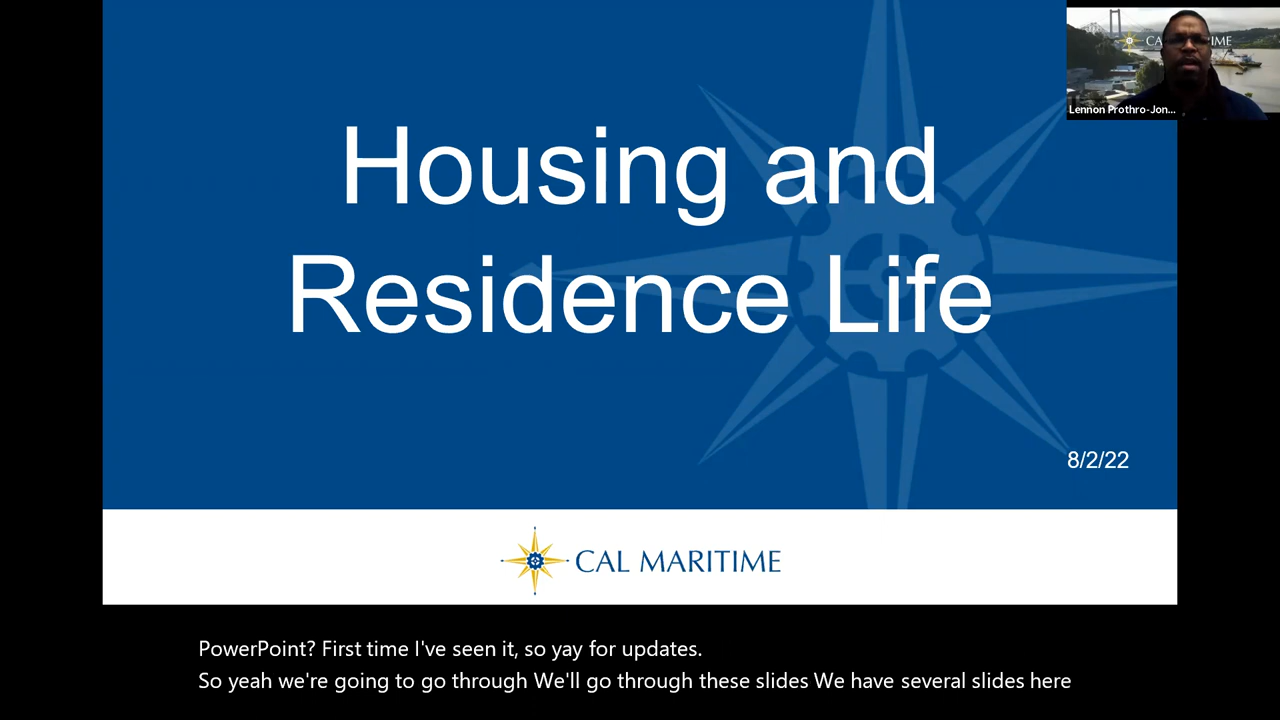 Housing and
Residence Life
8/2/22
CAL MARITIME
CA
IME
Lennon Prothro-Jon...
PowerPoint? First time I've seen it, so yay for updates.
So yeah we're going to go through We'll go through these slides We have several slides here